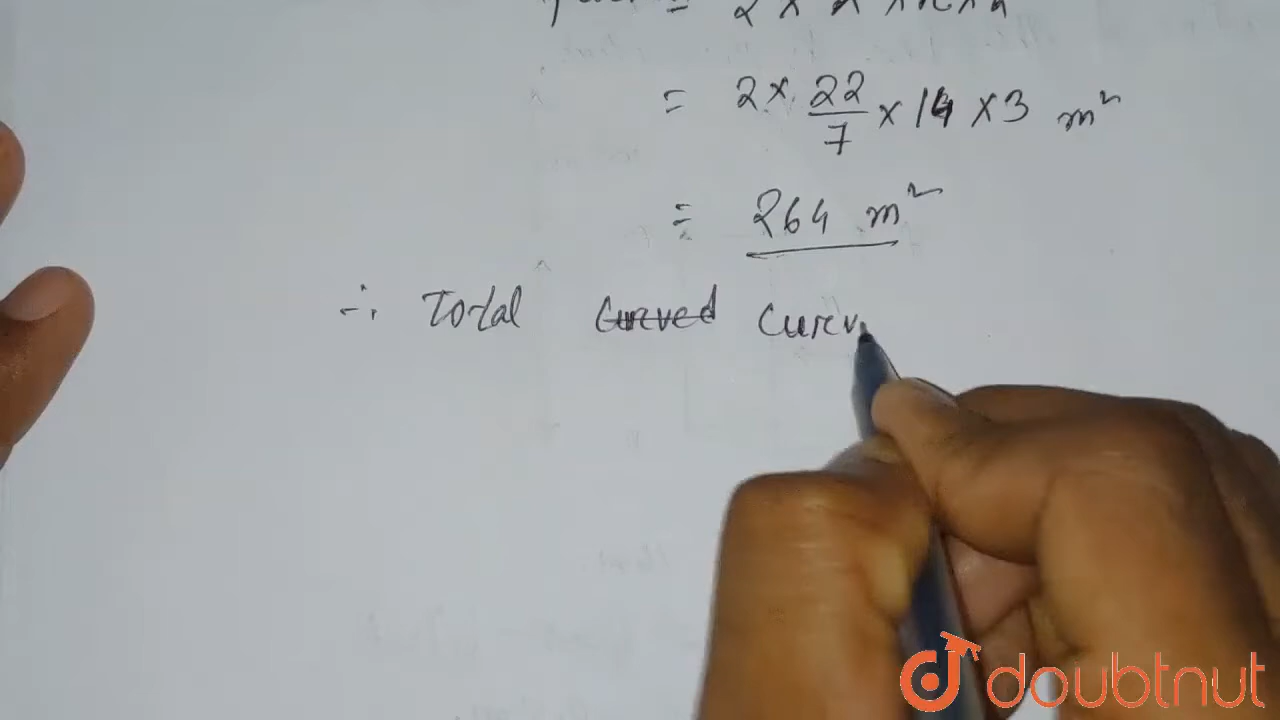 = 2 × 22/7 × 14 × 3 m²
= 264 m²
∴ Total Curved Curv
doubtnut